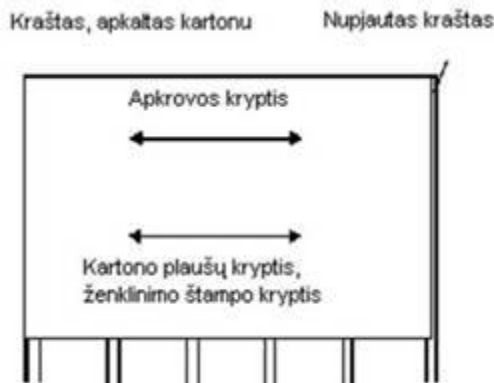 Kraštas, apkaltas kartonu
Nupjautas kraštas
Apkrovos kryptis
Kartono plaušų kryptis,
ženklinimo štampo kryptis